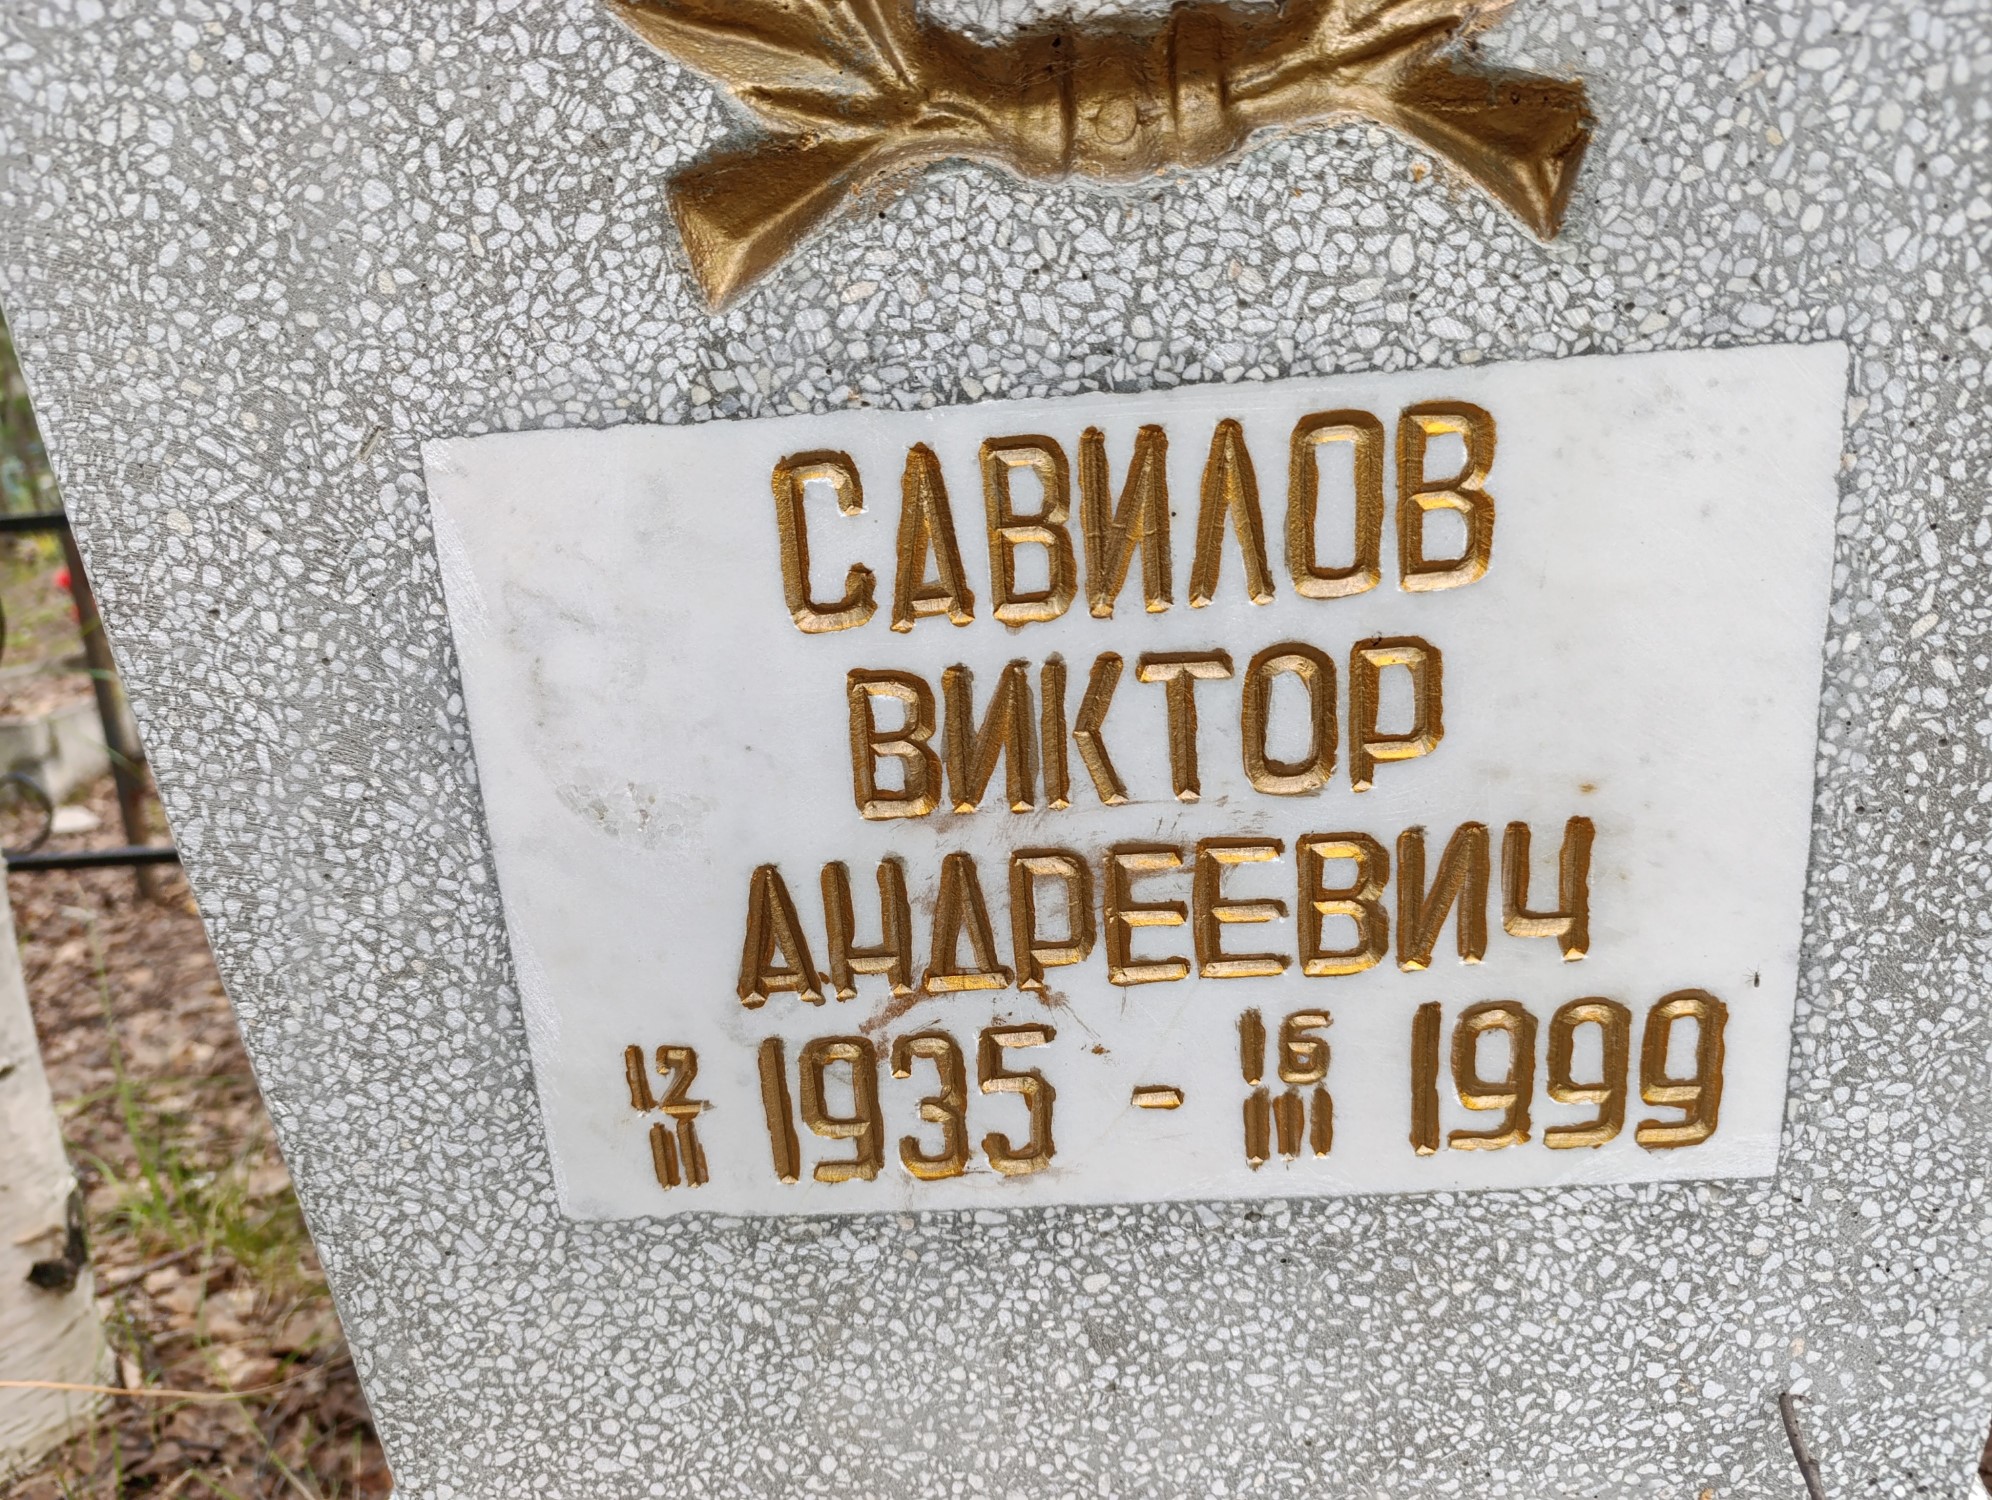 САВИЛОВ
ВИКТОР
АНДРЕЕВИЧ
12/II 1935 - 16/III 1999